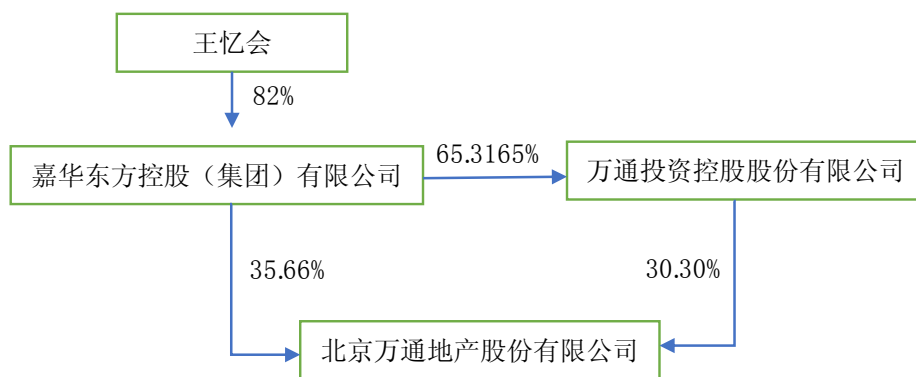 王忆会
82%
嘉华东方控股（集团）有限公司
65.3165%
万通投资控股股份有限公司
35.66%
30.30%
北京万通地产股份有限公司